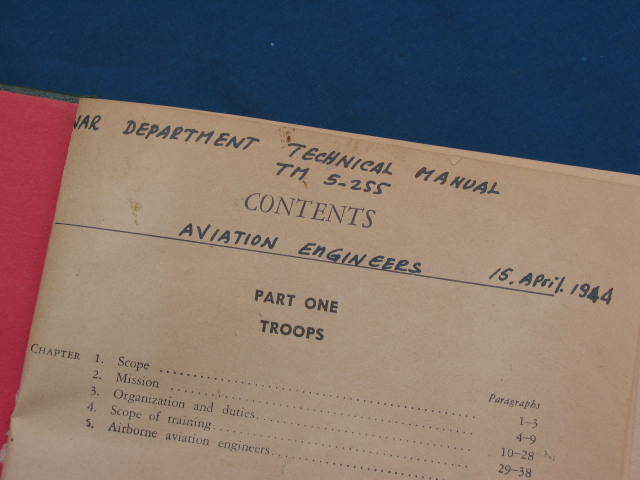 WAR DEPARTMENT TECHNICAL MANUAL
TM 5-255
CONTENTS
AVIATION ENGINEERS 15, April. 1944
PART ONE
TROOPS
Paragraphs
CHAPTER 1. Scope 1–3
2. Mission 4–9
3. Organization and duties 10–28
4. Scope of training 29–38
5. Airborne aviation engineers